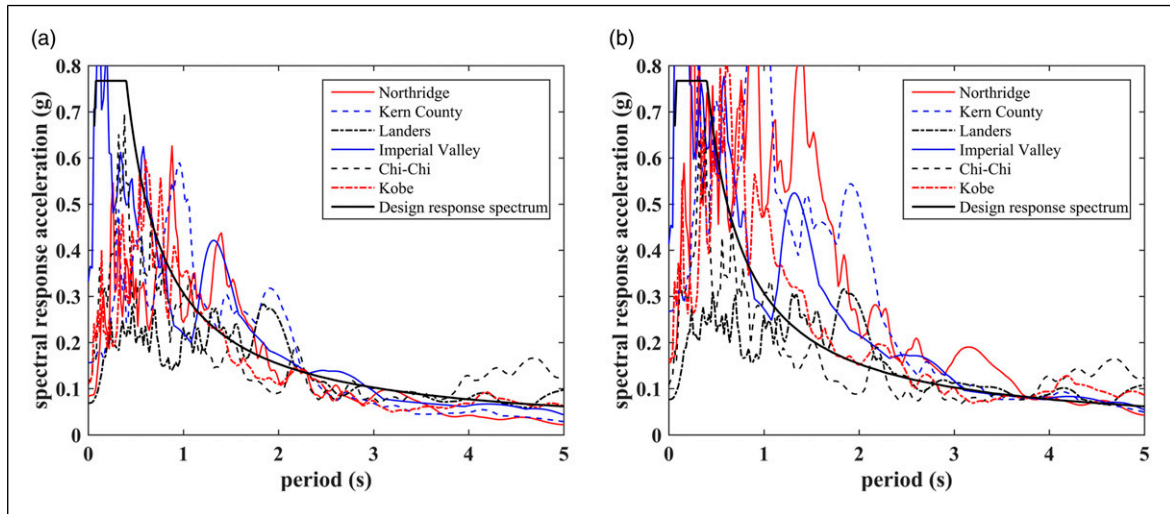 (a)
spectral response acceleration (g)
0.8
0.7
0.6
0.5
0.4
0.3
0.2
0.1
0
0 1 2 3 4 5
period (s)
Northridge
Kern County
Landers
Imperial Valley
Chi-Chi
Kobe
Design response spectrum
(b)
spectral response acceleration (g)
0.8
0.7
0.6
0.5
0.4
0.3
0.2
0.1
0
0 1 2 3 4 5
period (s)
Northridge
Kern County
Landers
Imperial Valley
Chi-Chi
Kobe
Design response spectrum